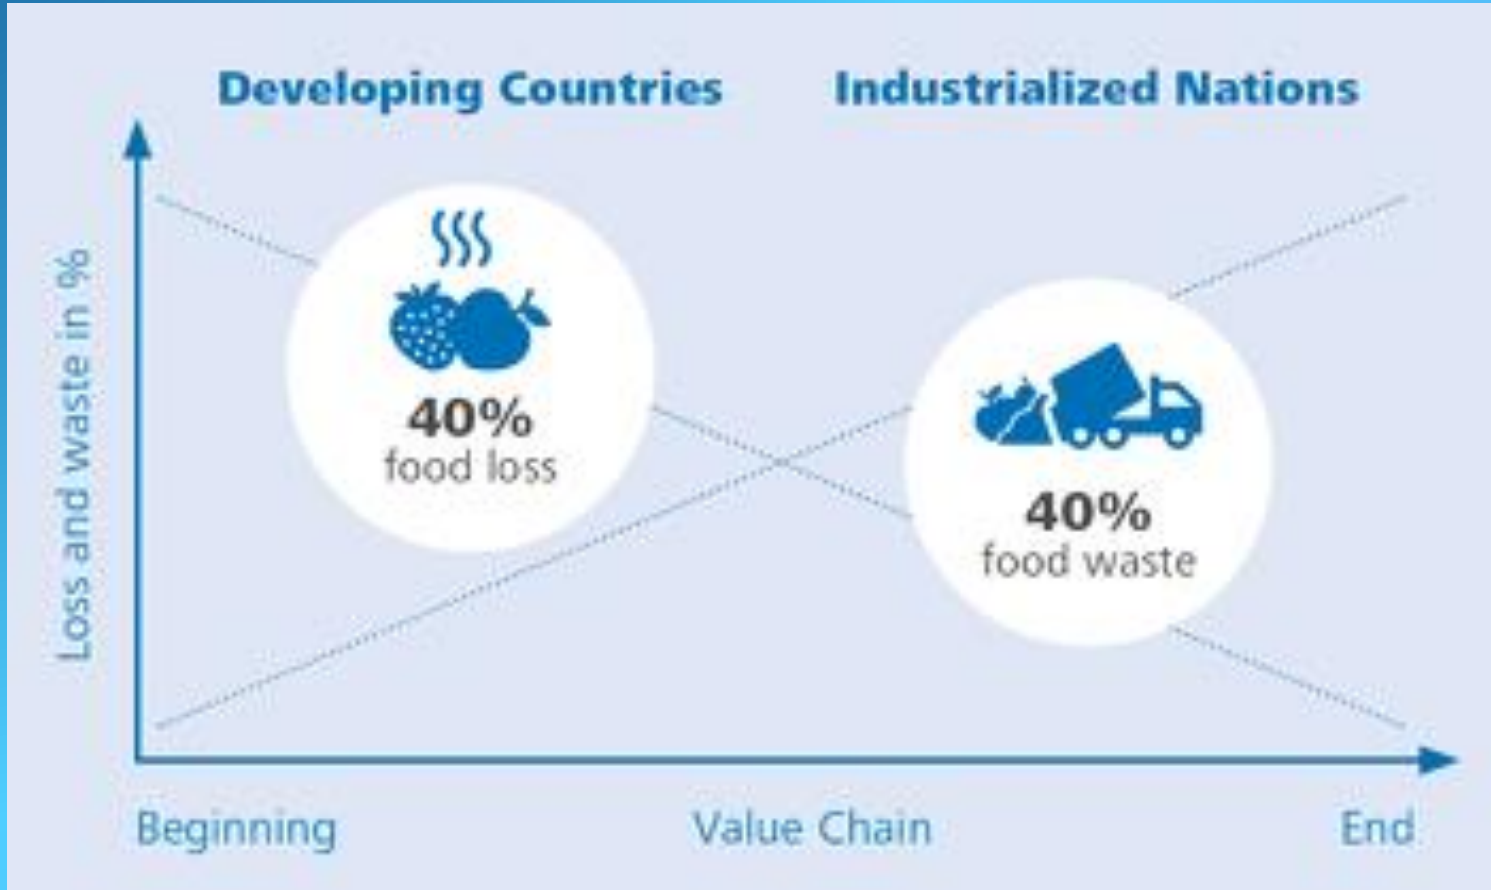 Developing Countries
Industrialized Nations
Loss and waste in %
40%
food loss
40%
food waste
Beginning
Value Chain
End